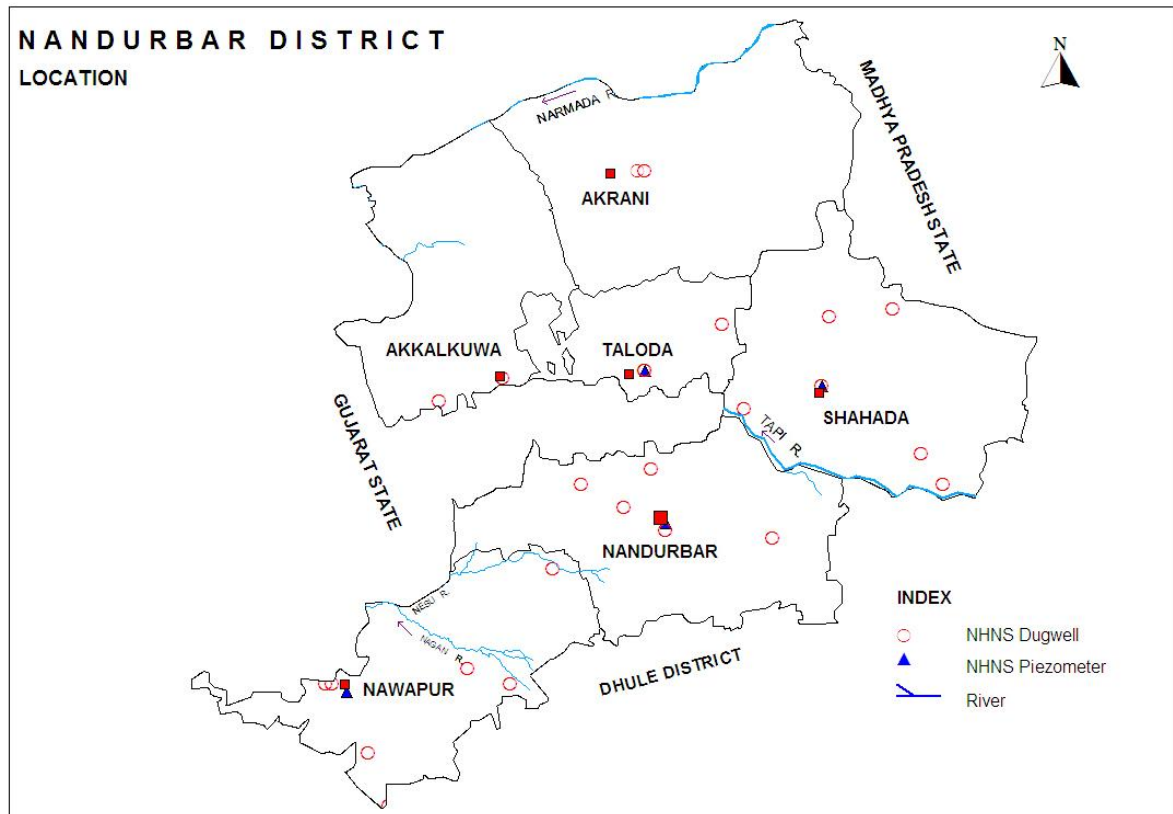 NANDURBAR DISTRICT
LOCATION
N
NARMADA R.
MADHYA PRADESH STATE
AKRANI
AKKALKUWA
TALODA
SHAHADA
TAPI R.
GUJARAT STATE
NANDURBAR
NESU R.
NAGAN R.
NAWAPUR
DHULE DISTRICT
INDEX
NHNS Dugwell
NHNS Piezometer
River